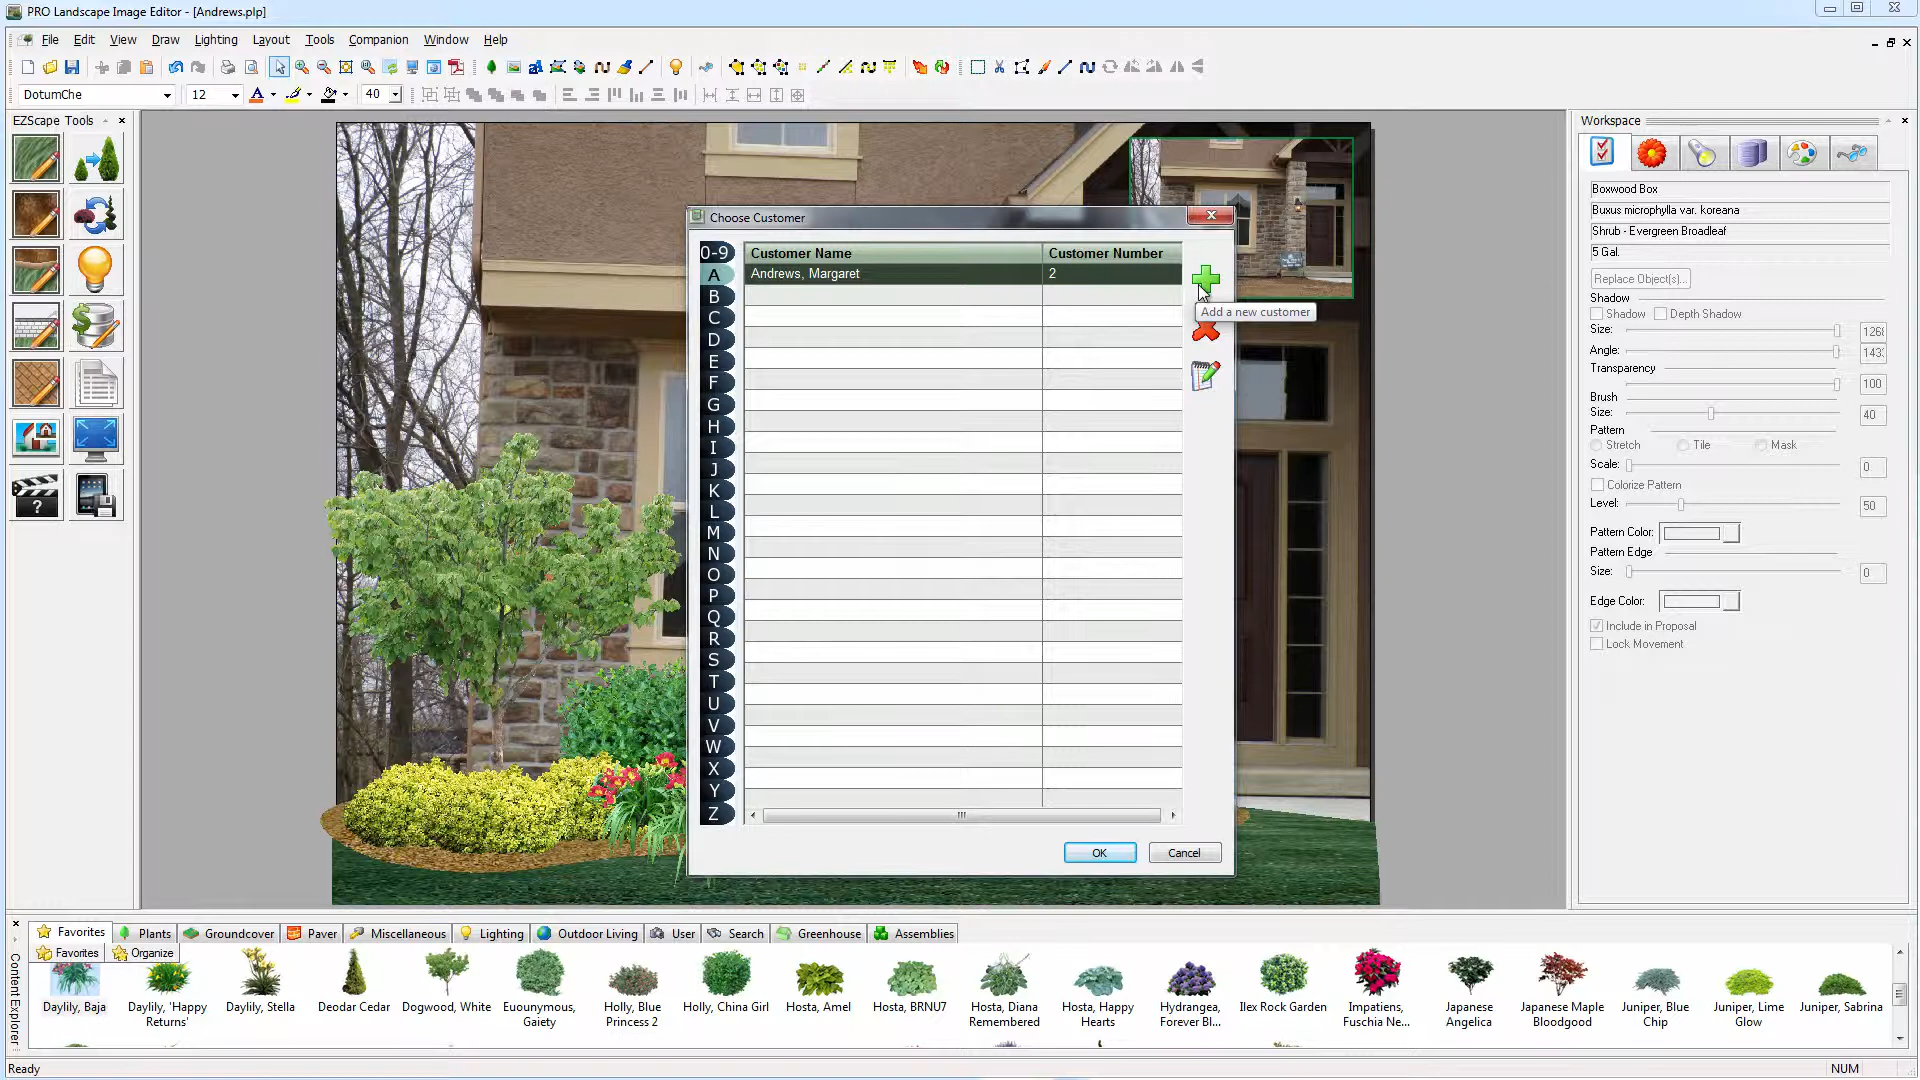 PRO Landscape Image Editor - [Andrews.plp]
File Edit View Draw Lighting Layout Tools Companion Window Help
DotumChe 12 40
EZScape Tools
Workspace
Boxwood Box
Buxus microphylla var. koreana
Shrub - Evergreen Broadleaf
5 Gal.
Replace Object(s)...
Shadow
Shadow Depth Shadow
Size:
Angle:
Transparency
100
Brush
Size: 40
Pattern
Stretch Tile Mask
Scale: 0
Colorize Pattern
Level: 50
Pattern Color:
Pattern Edge
Size: 0
Edge Color:
Include in Proposal
Lock Movement
Choose Customer
0-9 Customer Name Customer Number
A Andrews, Margaret 2
Add a new customer
B
C
D
E
F
G
H
I
J
K
L
M
N
O
P
Q
R
S
T
U
V
W
X
Y
Z
OK Cancel
Favorites Plants Groundcover Paver Miscellaneous Lighting Outdoor Living User Search Greenhouse Assemblies
Favorites Organize
Content Explorer
Daylily, Baja
Daylily, 'Happy Returns'
Daylily, Stella
Deodar Cedar
Dogwood, White
Euounymous, Gaiety
Holly, Blue Princess 2
Holly, China Girl
Hosta, Amel
Hosta, BRNU7
Hosta, Diana Remembered
Hosta, Happy Hearts
Hydrangea, Forever Bl...
Ilex Rock Garden
Impatiens, Fuschia Ne...
Japanese Angelica
Japanese Maple Bloodgood
Juniper, Blue Chip
Juniper, Lime Glow
Juniper, Sabrina
Ready NUM